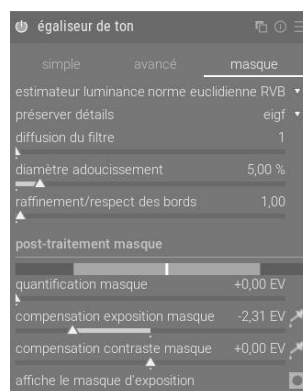 égaliseur de ton
simple avancé masque
estimateur luminance norme euclidienne RVB
préserver détails eigf
diffusion du filtre 1
diamètre adoucissement 5,00 %
raffinement/respect des bords 1,00
post-traitement masque
quantification masque +0,00 EV
compensation exposition masque -2,31 EV
compensation contraste masque +0,00 EV
affiche le masque d'exposition